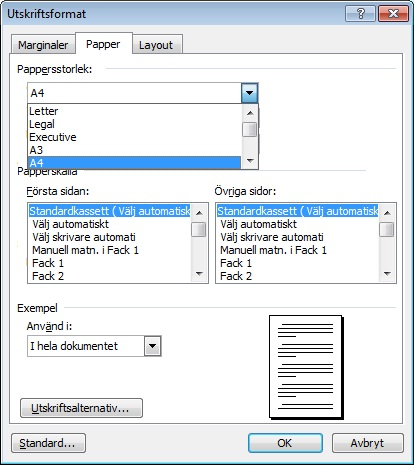 Utskriftsformat
Marginaler Papper Layout
Pappersstorlek:
A4
Letter
Legal
Executive
A3
A4
Papperskälla
Första sidan: Övriga sidor:
Standardkassett ( Välj automatisk Standardkassett ( Välj automatisk
Välj automatiskt Välj automatiskt
Välj skrivare automati Välj skrivare automati
Manuell matn. i Fack 1 Manuell matn. i Fack 1
Fack 1 Fack 1
Fack 2 Fack 2
Exempel
Använd i:
I hela dokumentet
Utskriftsalternativ...
Standard... OK Avbryt